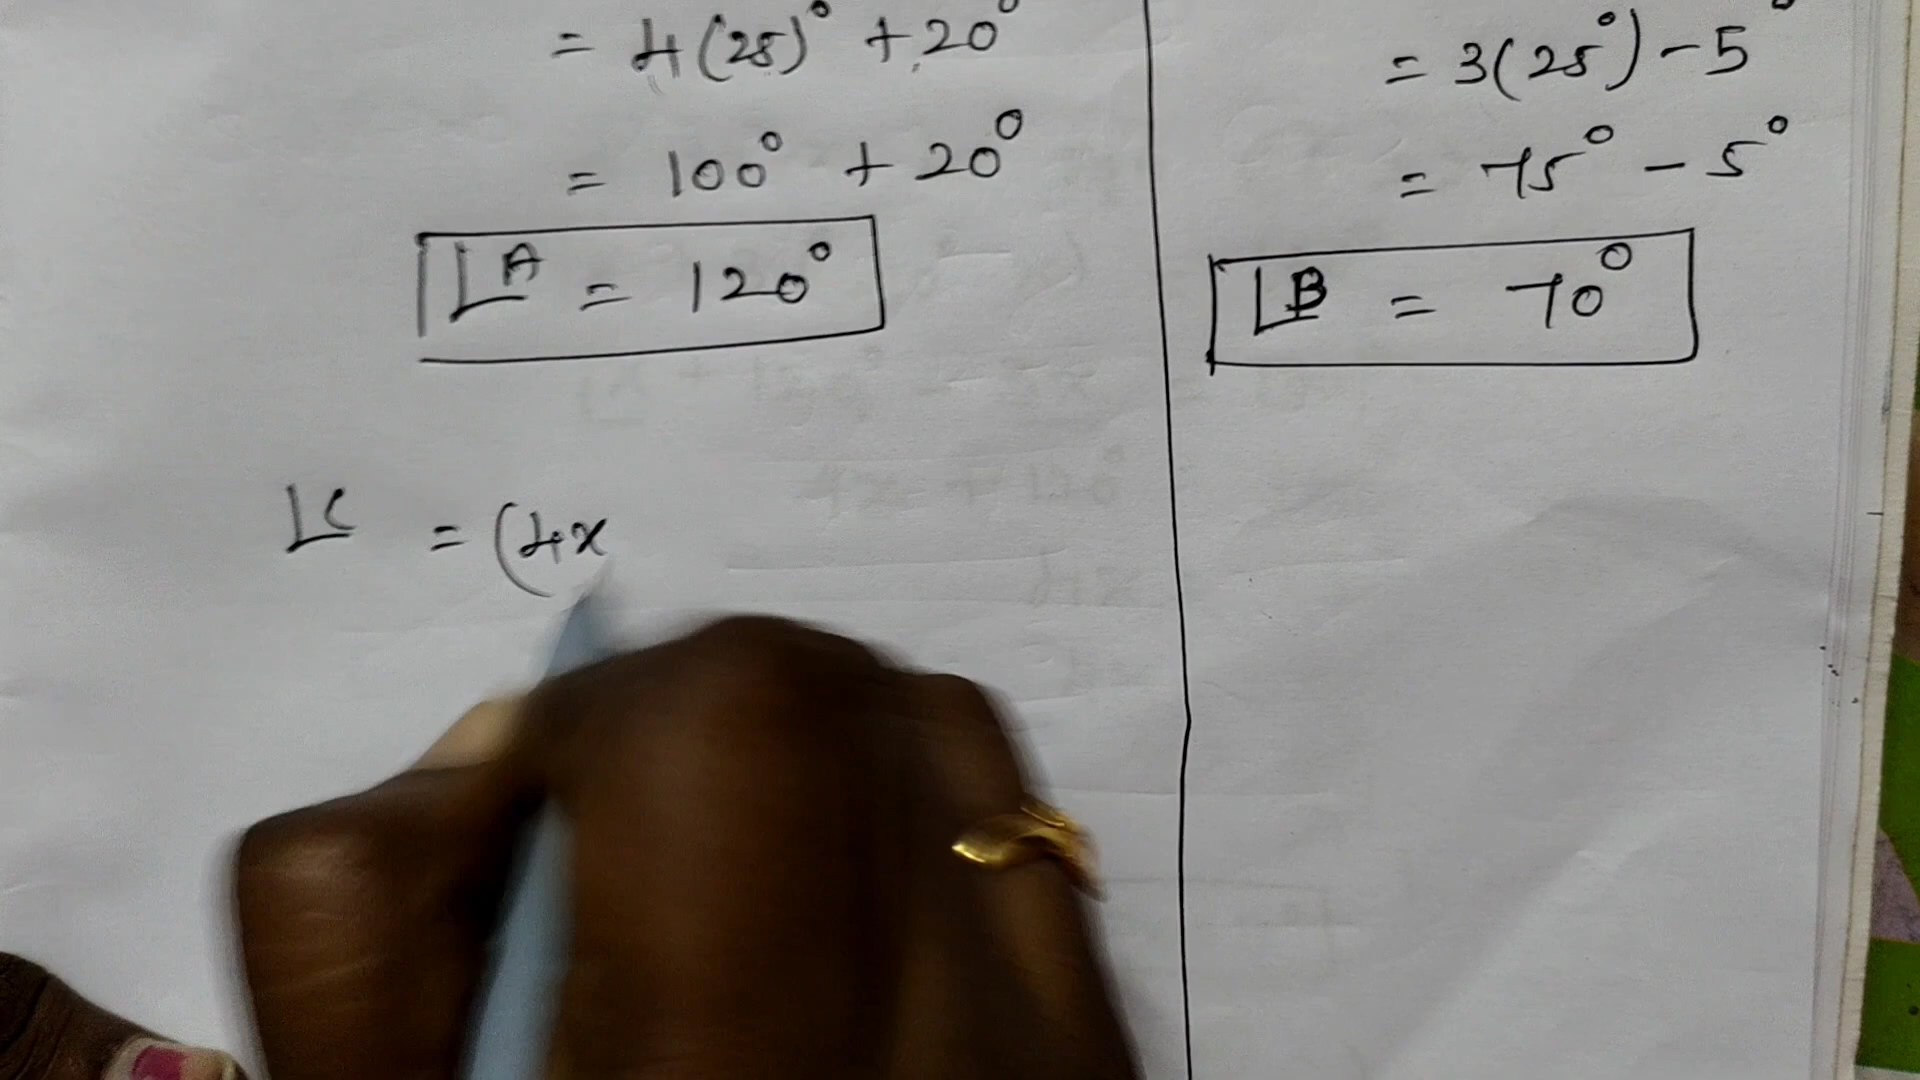 = 4(25)° + 20°
= 100° + 20°
∠A = 120°
∠C = (4x
= 3(25°) - 5°
= 75° - 5°
∠B = 70°